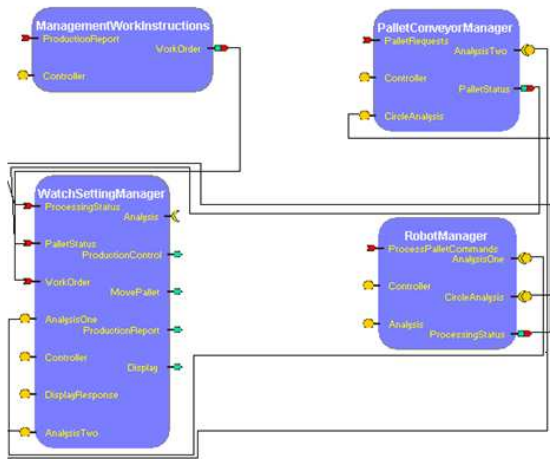 ManagementWorkInstructions
ProductionReport
WorkOrder
Controller
PalletConveyorManager
PalletRequests
AnalysisTwo
Controller
PalletStatus
CircleAnalysis
WatchSettingManager
ProcessingStatus
Analysis
PalletStatus
ProductionControl
WorkOrder
MovePallet
AnalysisOne
ProductionReport
Controller
Display
DisplayResponse
AnalysisTwo
RobotManager
ProcessPalletCommands
AnalysisOne
Controller
CircleAnalysis
Analysis
ProcessingStatus